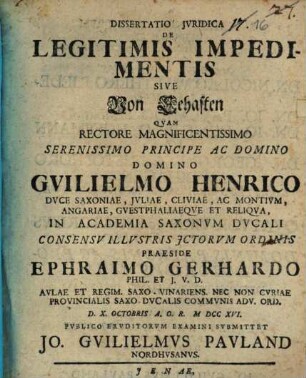 DISSERTATIO JVRIDICA
DE
LEGITIMIS IMPEDI-
MENTIS
SIVE
Von Eehaften
QVAM
RECTORE MAGNIFICENTISSIMO
SERENISSIMO PRINCIPE AC DOMINO
DOMINO
GVILIELMO HENRICO
DVCE SAXONIAE, JVLIAE, CLIVIAE, AC MONTIVM,
ANGARIAE, GVESTPHALIAEQVE ET RELIQVA,
IN ACADEMIA SAXONVM DVCALI
CONSENSV ILLVSTRIS JCTORVM ORDINIS
PRAESIDE
EPHRAIMO GERHARDO
PHIL. ET J. V. D.
AVLAE ET REGIM. SAXO-VINARIENS. NEC NON CVRIAE
PROVINCIALIS SAXO DVCALIS COMMVNIS ADV. ORD.
D. X. OCTOBRIS A. O. R. M DCC XVI.
PVBLICO ERVDITORVM EXAMINI SVBMITTET
JO. GVILIELMVS PAVLAND
NORDHVSANVS.
JENAE,